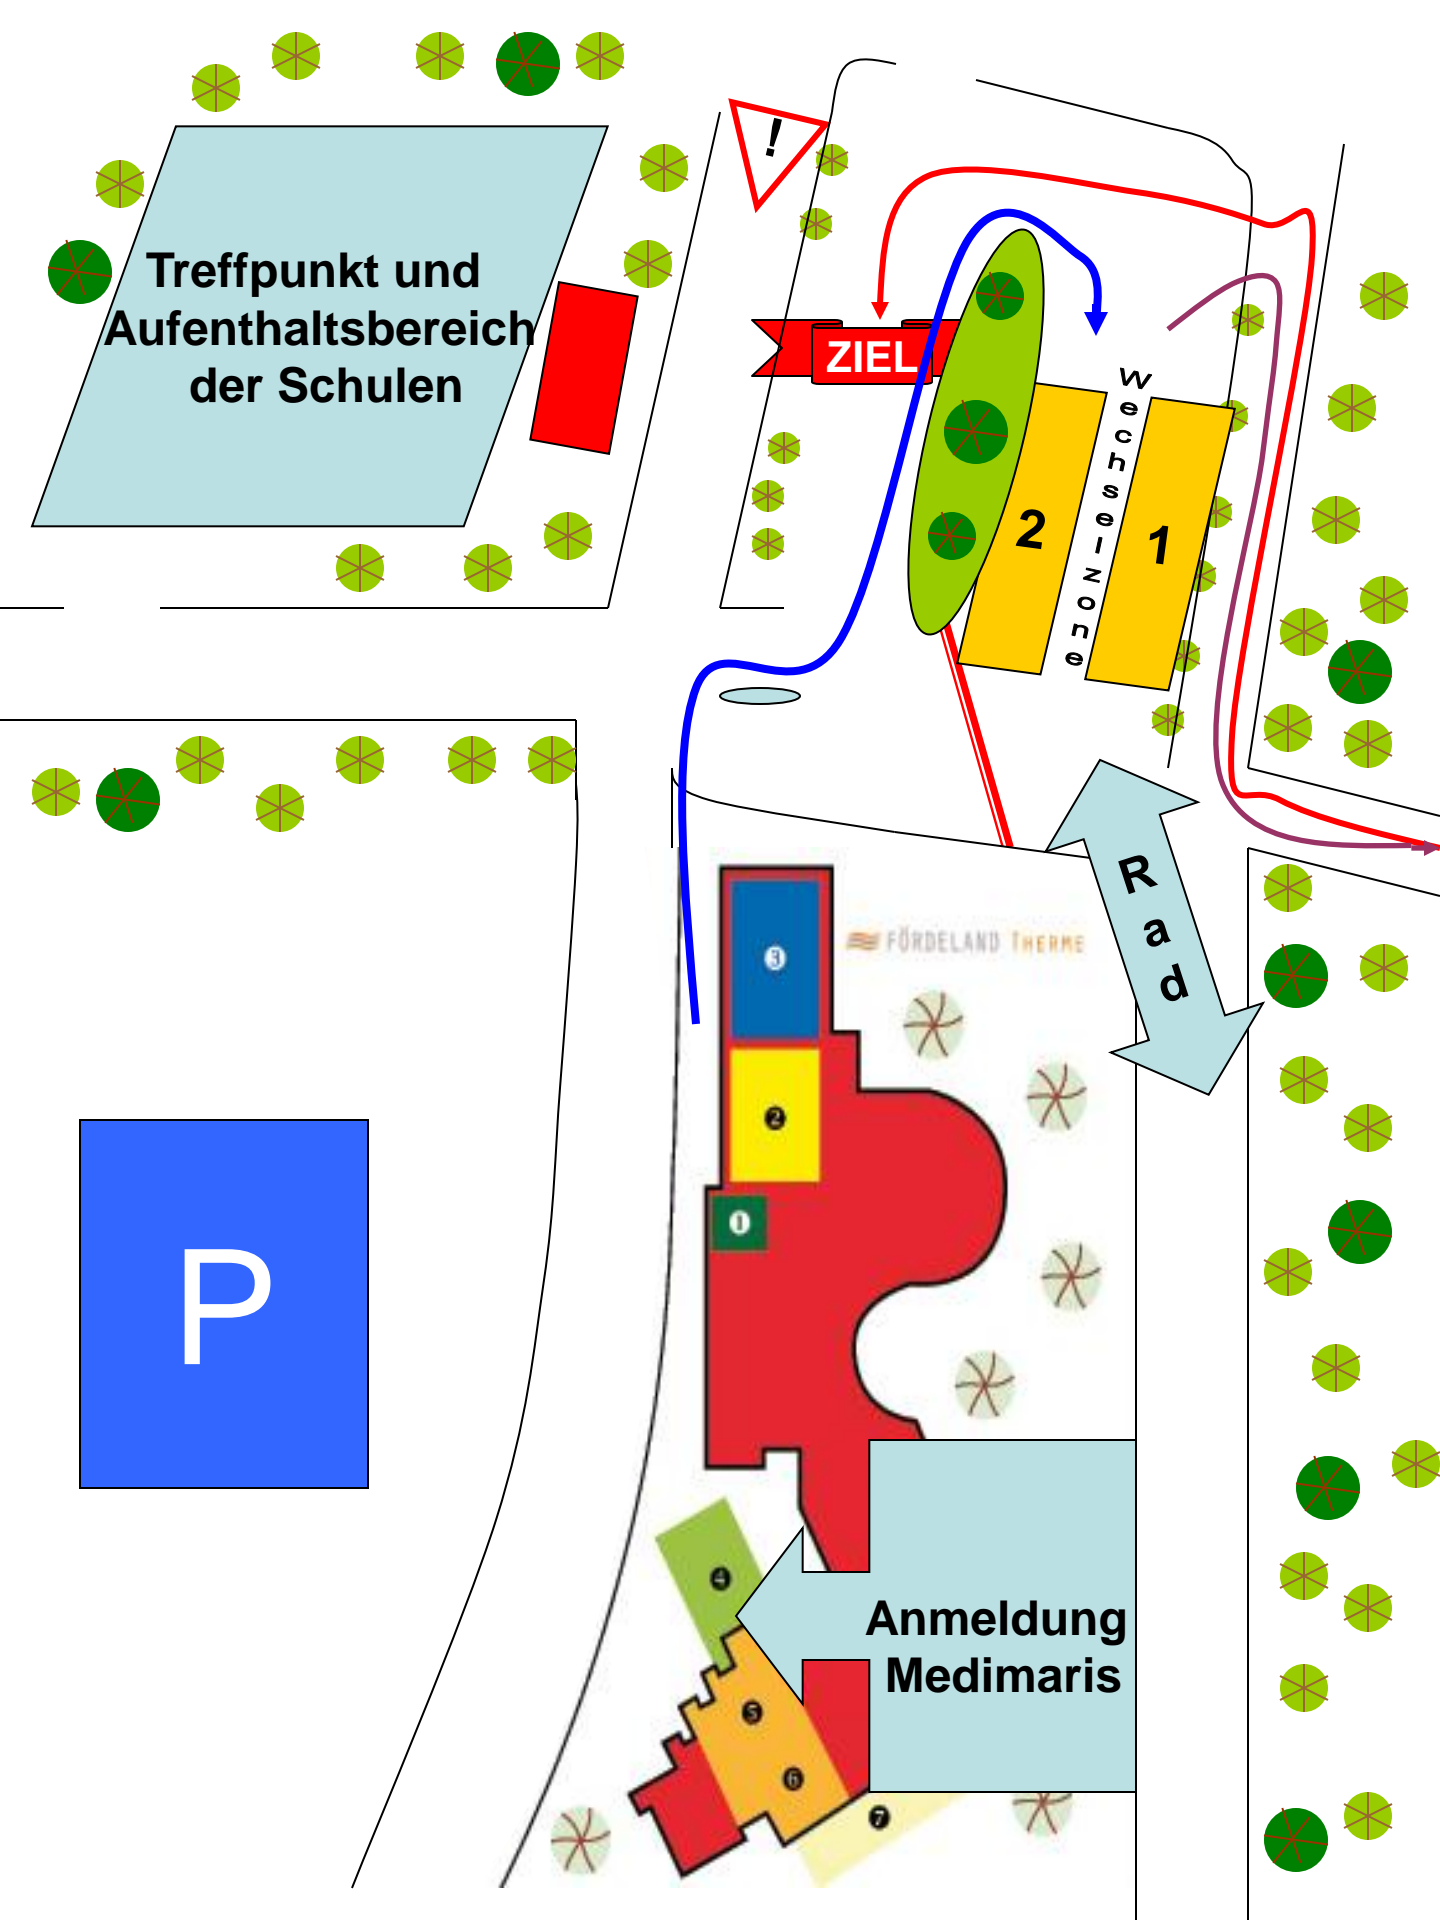 !
Treffpunkt und
Aufenthaltsbereich
der Schulen
ZIEL
Wechselzone
2
1
Rad
3
FÖRDELAND THERME
2
1
P
4
Anmeldung
Medimaris
5
6
7